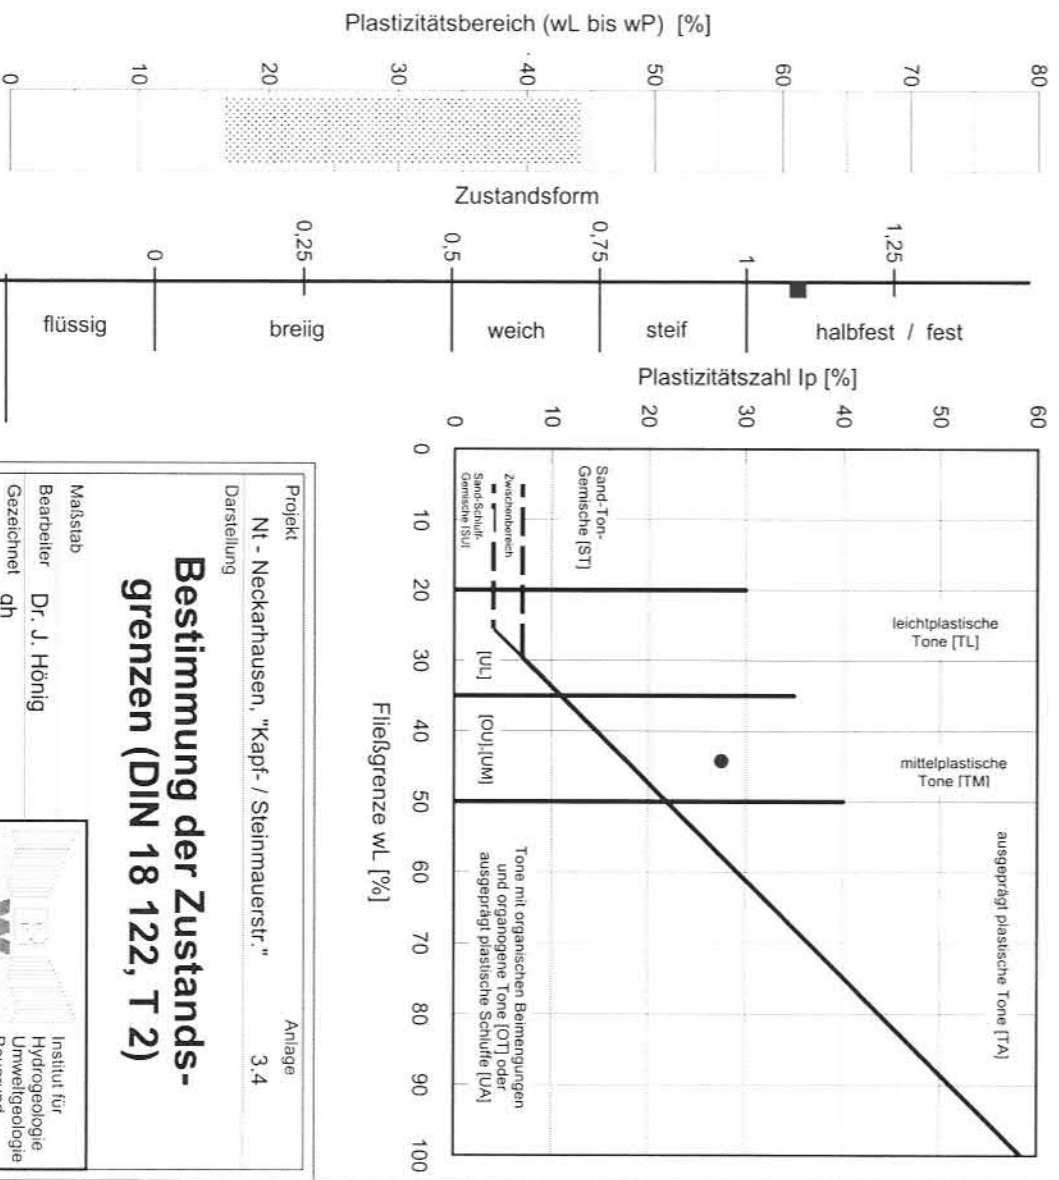 Plastizitätsbereich (wL bis wP) [%]
0 10 20 30 40 50 60 70 80
Zustandsform
0 0,25 0,5 0,75 1 1,25
flüssig breiig weich steif halbfest / fest
Plastizitätszahl Ip [%]
60
50
40
30
20
10
0
0 10 20 30 40 50 60 70 80 90 100
Fließgrenze wL [%]
Sand-Ton-
Gemische [ST]
Zwischenbereich
Sand-Schluff-
Gemische [SU]
leichtplastische
Tone [TL]
mittelplastische
Tone [TM]
ausgeprägt plastische Tone [TA]
[UL]
[OU],[UM]
Tone mit organischen Beimengungen
und organogene Tone [OT] oder
ausgeprägt plastische Schluffe [UA]
Projekt
Anlage
Nt - Neckarhausen, "Kapf- / Steinmauerstr."
3.4
Darstellung
Bestimmung der Zustands-
grenzen (DIN 18 122, T 2)
Maßstab
Bearbeiter Dr. J. Hönig
Gezeichnet gh
B
Institut für
Hydrogeologie
Umweltgeologie